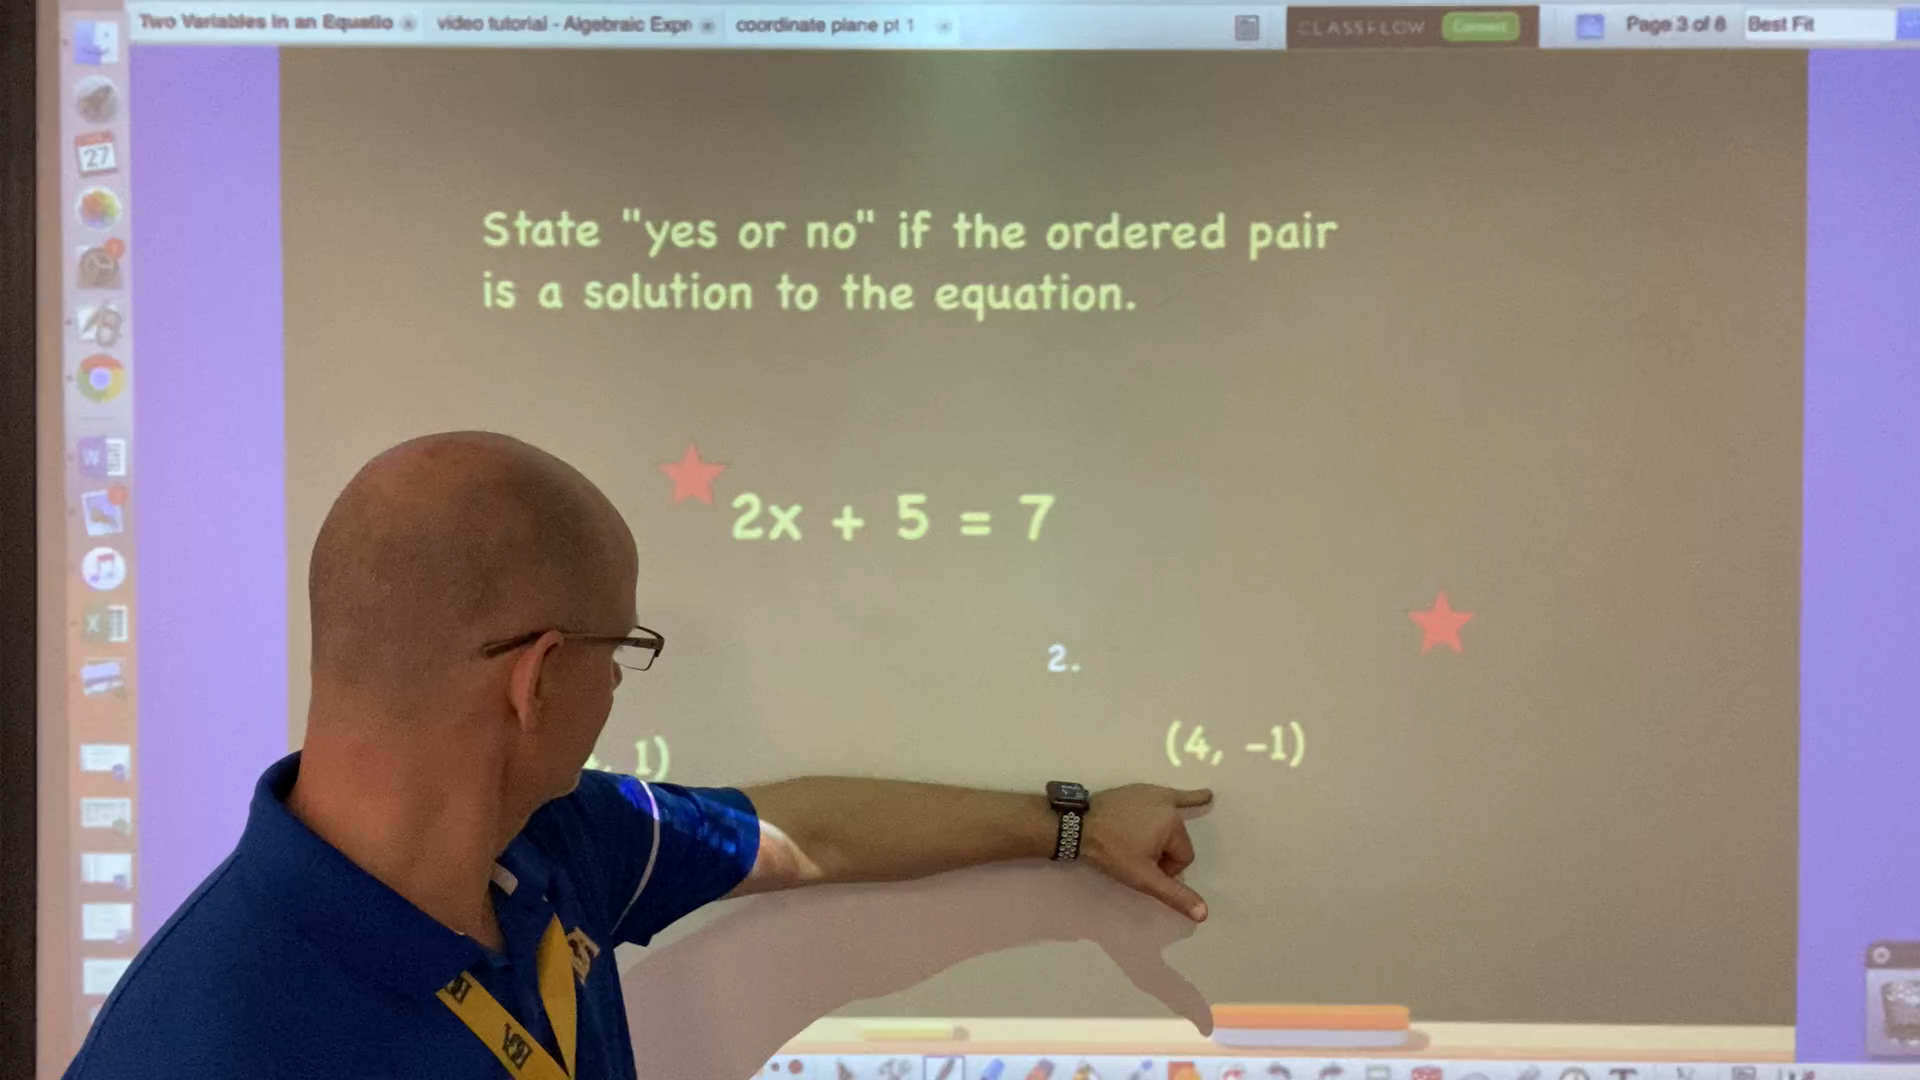 Two Variables in an Equatio
video tutorial - Algebraic Expr
coordinate plane pt 1
CLASSFLOW
Connect
Page 3 of 8
Best Fit
27
State "yes or no" if the ordered pair
is a solution to the equation.
2x + 5 = 7
2.
, 1)
(4, -1)